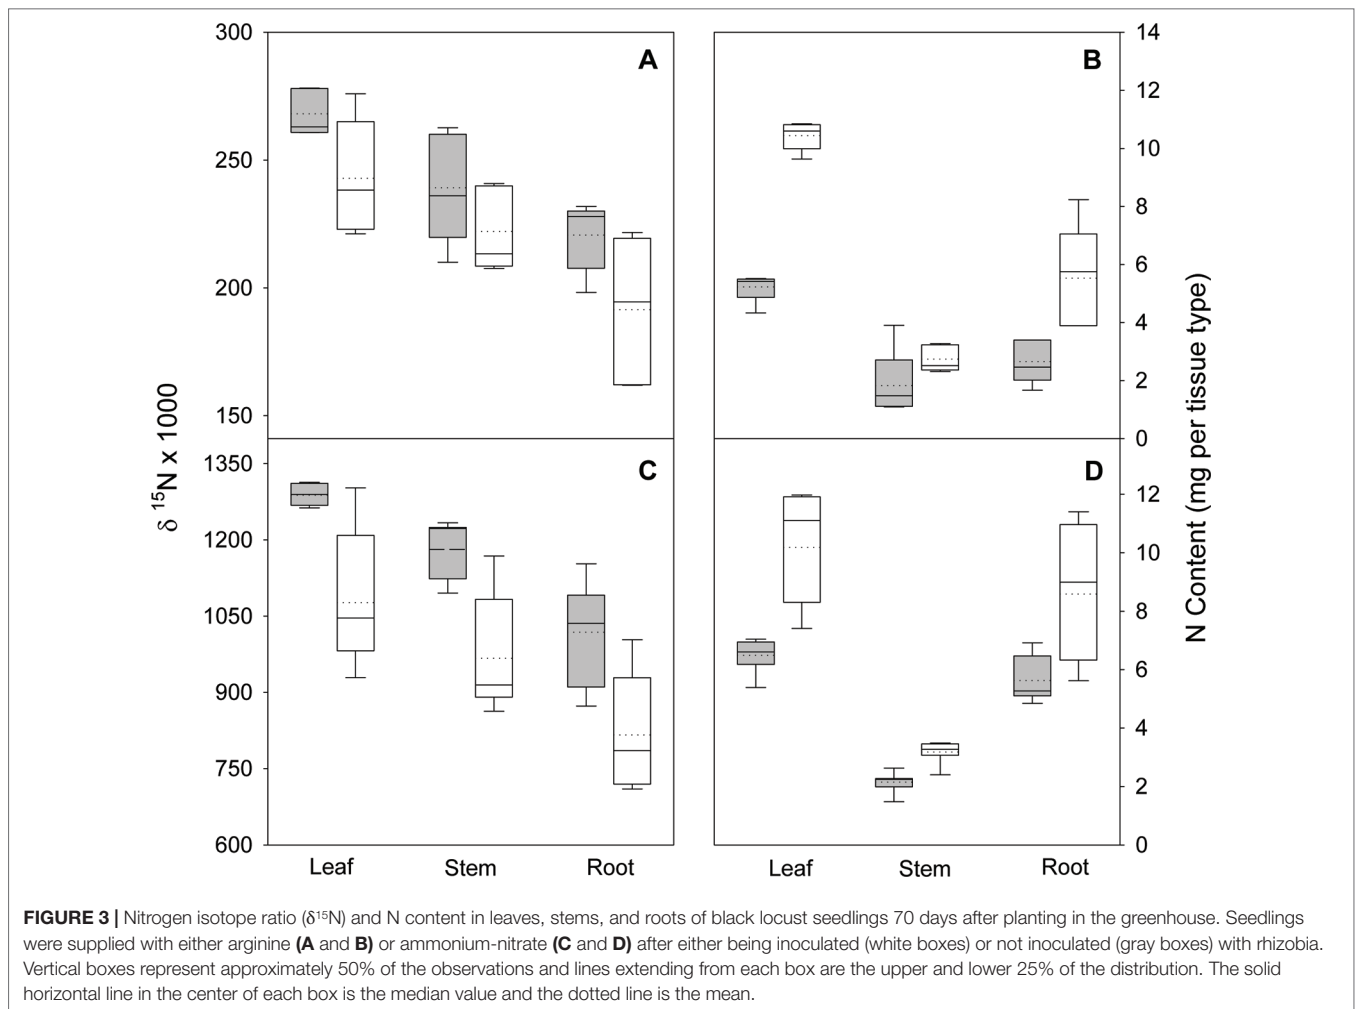 300
250
200
150
A
B
14
12
10
8
6
4
2
0
δ ¹⁵N x 1000
N Content (mg per tissue type)
1350
1200
1050
900
750
600
C
D
12
10
8
6
4
2
0
Leaf Stem Root
Leaf Stem Root
FIGURE 3 | Nitrogen isotope ratio (δ¹⁵N) and N content in leaves, stems, and roots of black locust seedlings 70 days after planting in the greenhouse. Seedlings
were supplied with either arginine (A and B) or ammonium-nitrate (C and D) after either being inoculated (white boxes) or not inoculated (gray boxes) with rhizobia.
Vertical boxes represent approximately 50% of the observations and lines extending from each box are the upper and lower 25% of the distribution. The solid
horizontal line in the center of each box is the median value and the dotted line is the mean.